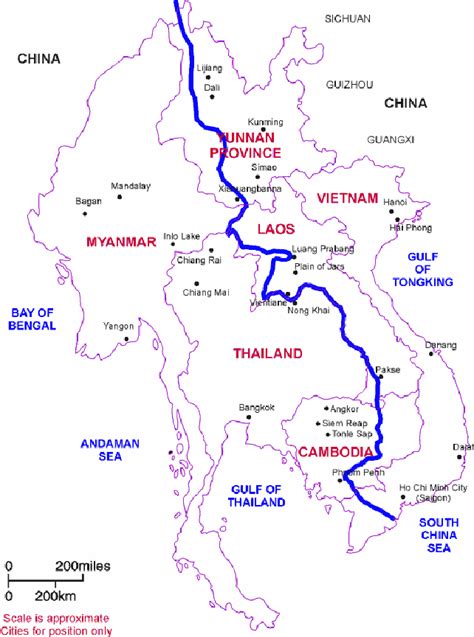 SICHUAN
CHINA
Lijiang
Dali
GUIZHOU
CHINA
Kunming
YUNNAN
PROVINCE
GUANGXI
Simao
Mandalay
Xishuangbanna
VIETNAM
Bagan
Hanoi
Hai Phong
LAOS
MYANMAR
Inlo Lake
Luang Prabang
Chiang Rai
Plain of Jars
GULF
OF
TONGKING
Chiang Mai
Vientiane
Nong Khai
BAY OF
BENGAL
Yangon
Danang
THAILAND
Pakse
Bangkok
Angkor
Siem Reap
Tonle Sap
ANDAMAN
SEA
CAMBODIA
Dalat
Phnom Penh
GULF OF
THAILAND
Ho Chi Minh City
(Saigon)
SOUTH
CHINA
SEA
0 200miles
0 200km
Scale is approximate
Cities for position only